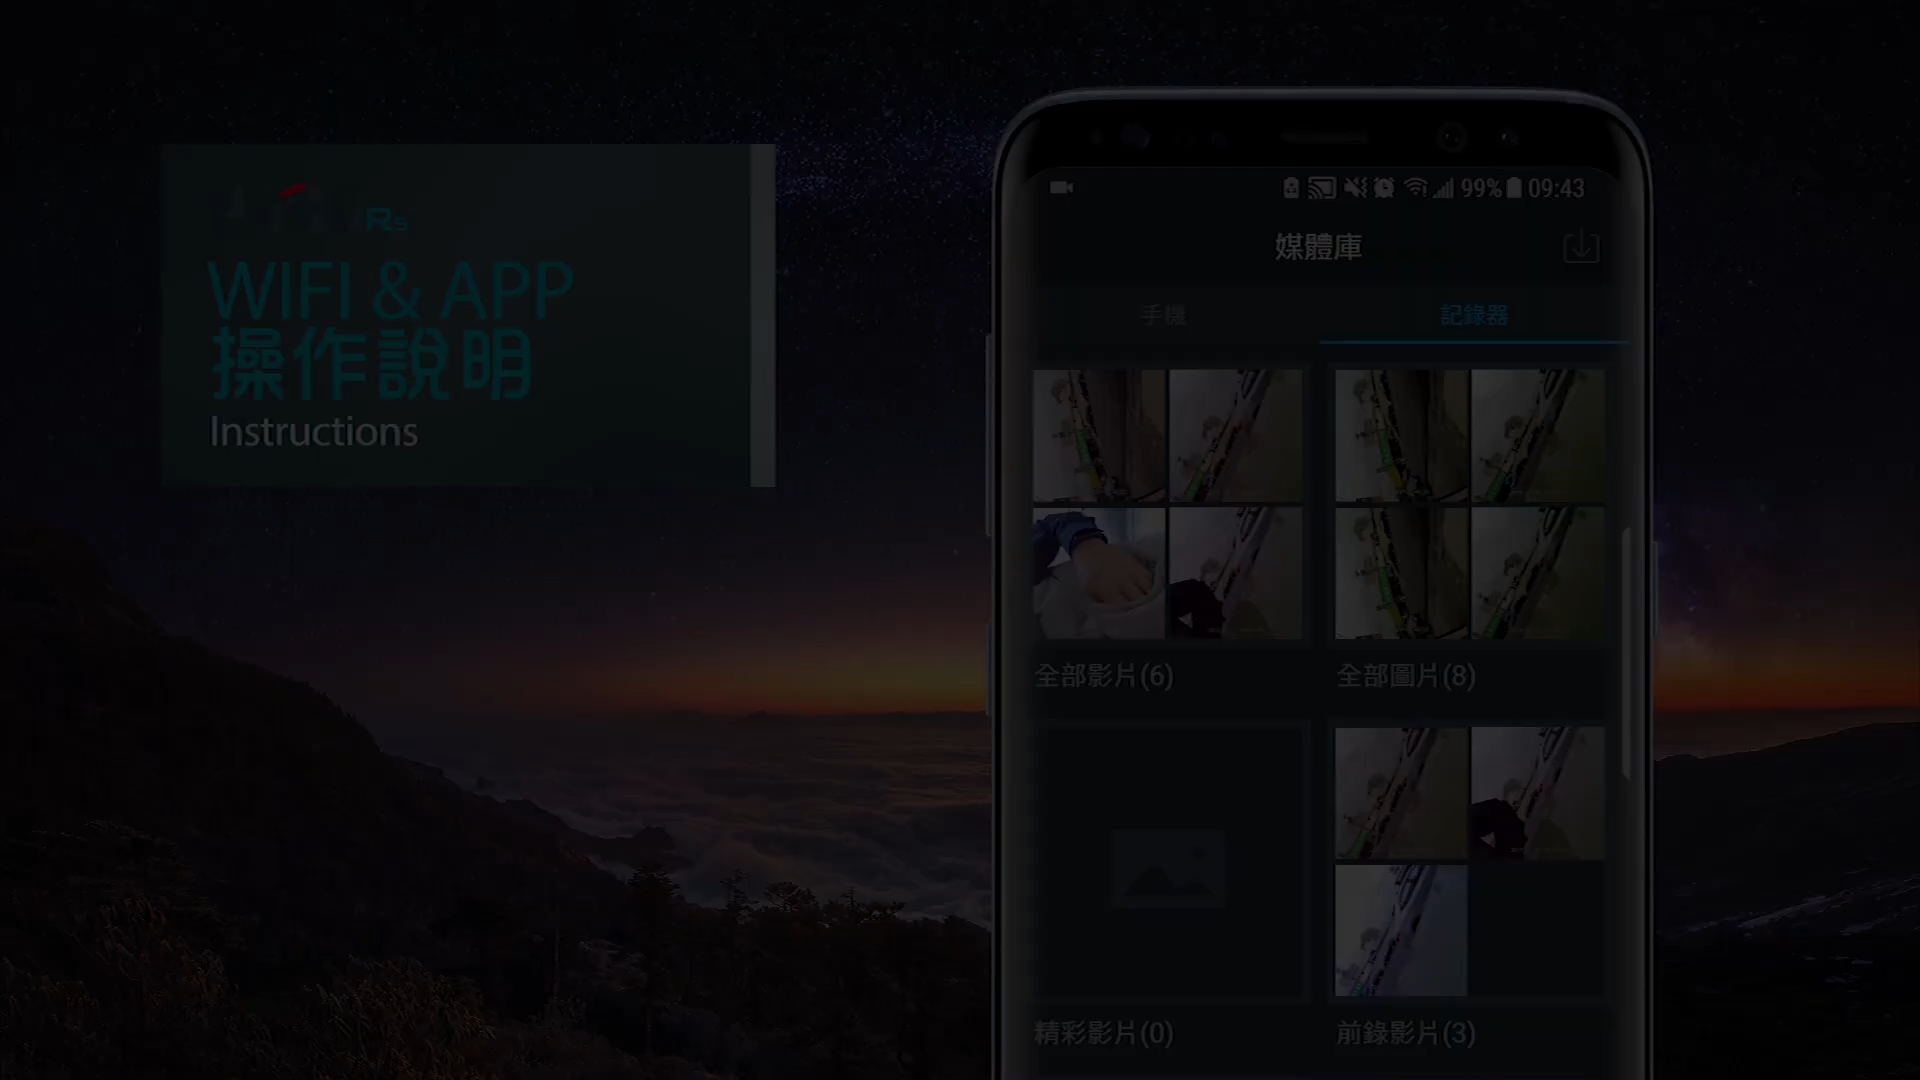 Rs
WIFI & APP
操作說明
Instructions
99% 09:43
媒體庫
手機
記錄器
全部影片(6)
全部圖片(8)
精彩影片(0)
前錄影片(3)